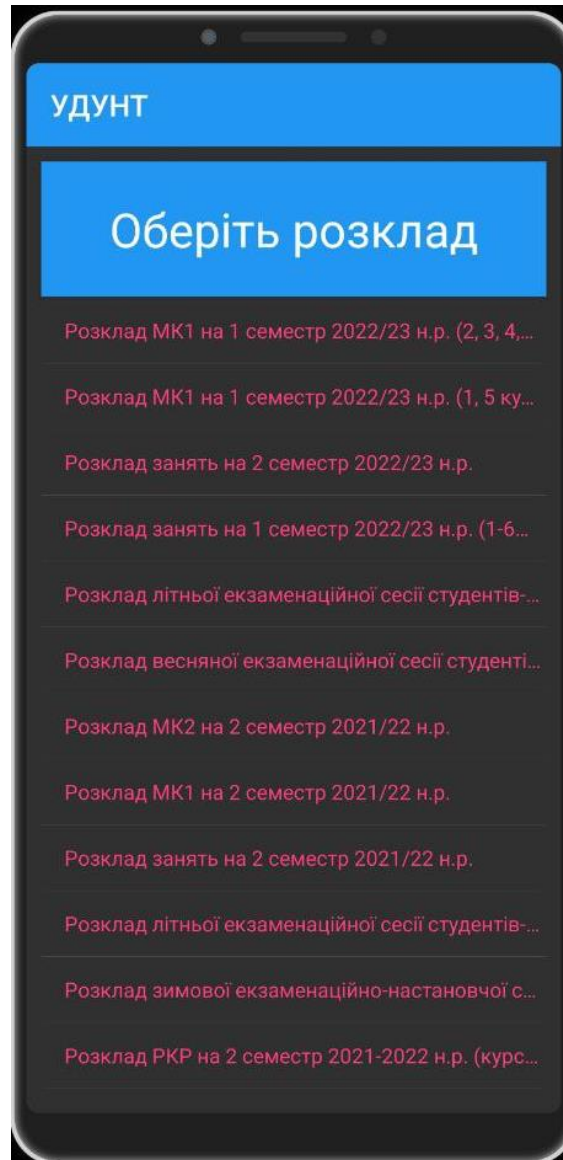 УДУНТ
Оберіть розклад
Розклад МК1 на 1 семестр 2022/23 н.р. (2, 3, 4,...
Розклад МК1 на 1 семестр 2022/23 н.р. (1, 5 ку...
Розклад занять на 2 семестр 2022/23 н.р.
Розклад занять на 1 семестр 2022/23 н.р. (1-6...
Розклад літньої екзаменаційної сесії студентів-...
Розклад весняної екзаменаційної сесії студенті...
Розклад МК2 на 2 семестр 2021/22 н.р.
Розклад МК1 на 2 семестр 2021/22 н.р.
Розклад занять на 2 семестр 2021/22 н.р.
Розклад літньої екзаменаційної сесії студентів-...
Розклад зимової екзаменаційно-настановчої с...
Розклад РКР на 2 семестр 2021-2022 н.р. (курс...